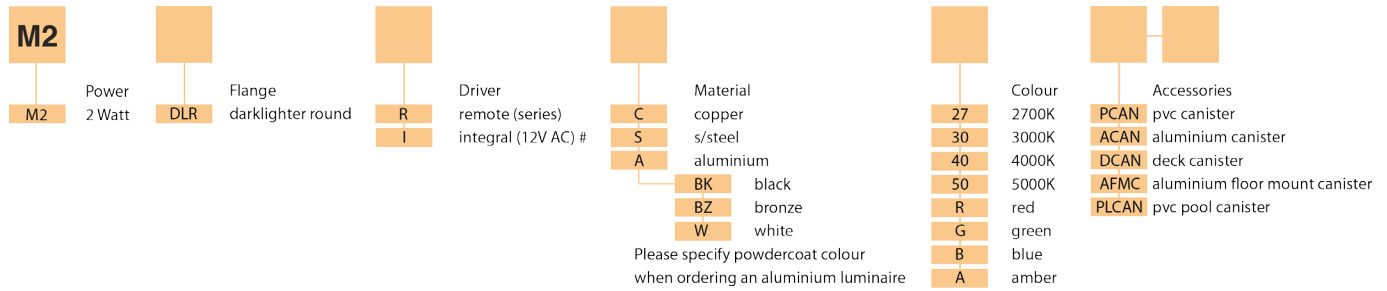 M2
Power
M2 2 Watt
Flange
DLR darklighter round
Driver
R remote (series)
I integral (12V AC) #
Material
C copper
S s/steel
A aluminium
BK black
BZ bronze
W white
Please specify powdercoat colour
when ordering an aluminium luminaire
Colour
27 2700K
30 3000K
40 4000K
50 5000K
R red
G green
B blue
A amber
Accessories
PCAN pvc canister
ACAN aluminium canister
DCAN deck canister
AFMC aluminium floor mount canister
PLCAN pvc pool canister